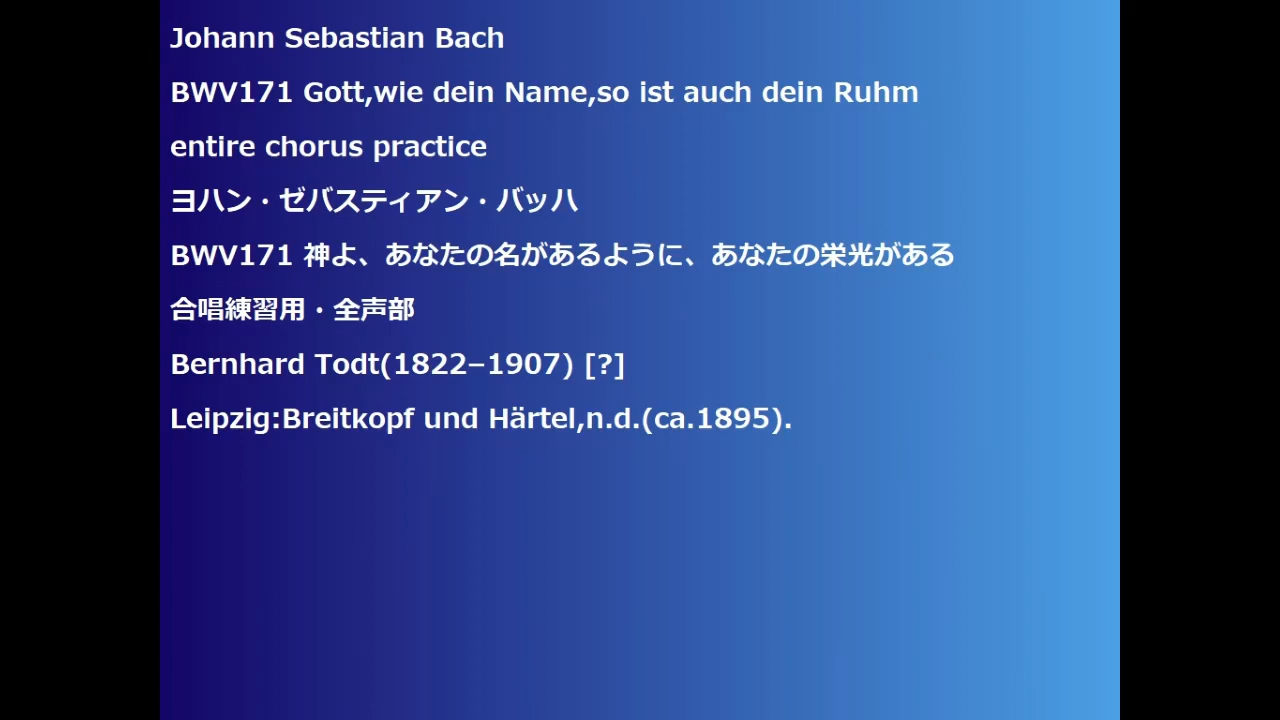 Johann Sebastian Bach
BWV171 Gott,wie dein Name,so ist auch dein Ruhm
entire chorus practice
ヨハン・ゼバスティアン・バッハ
BWV171 神よ、あなたの名があるように、あなたの栄光がある
合唱練習用・全声部
Bernhard Todt(1822–1907) [?]
Leipzig:Breitkopf und Härtel,n.d.(ca.1895).